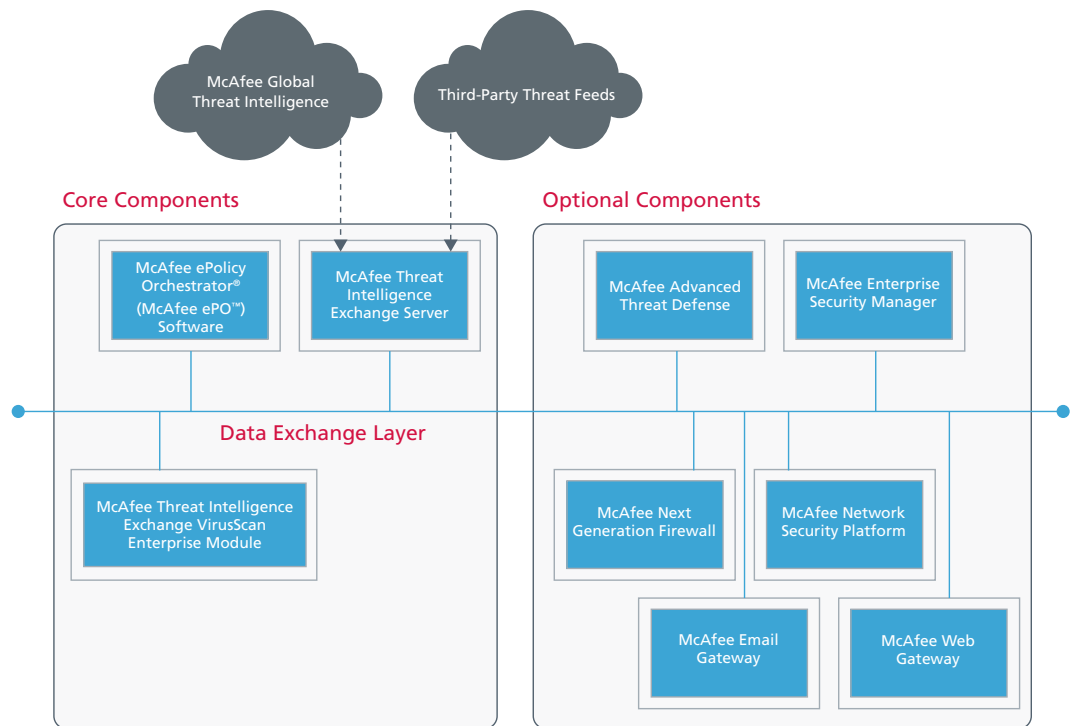 McAfee Global
Threat Intelligence
Third-Party Threat Feeds
Core Components
Optional Components
McAfee ePolicy
Orchestrator®
(McAfee ePO™)
Software
McAfee Threat
Intelligence
Exchange Server
McAfee Advanced
Threat Defense
McAfee Enterprise
Security Manager
Data Exchange Layer
McAfee Threat Intelligence
Exchange VirusScan
Enterprise Module
McAfee Next
Generation Firewall
McAfee Network
Security Platform
McAfee Email
Gateway
McAfee Web
Gateway